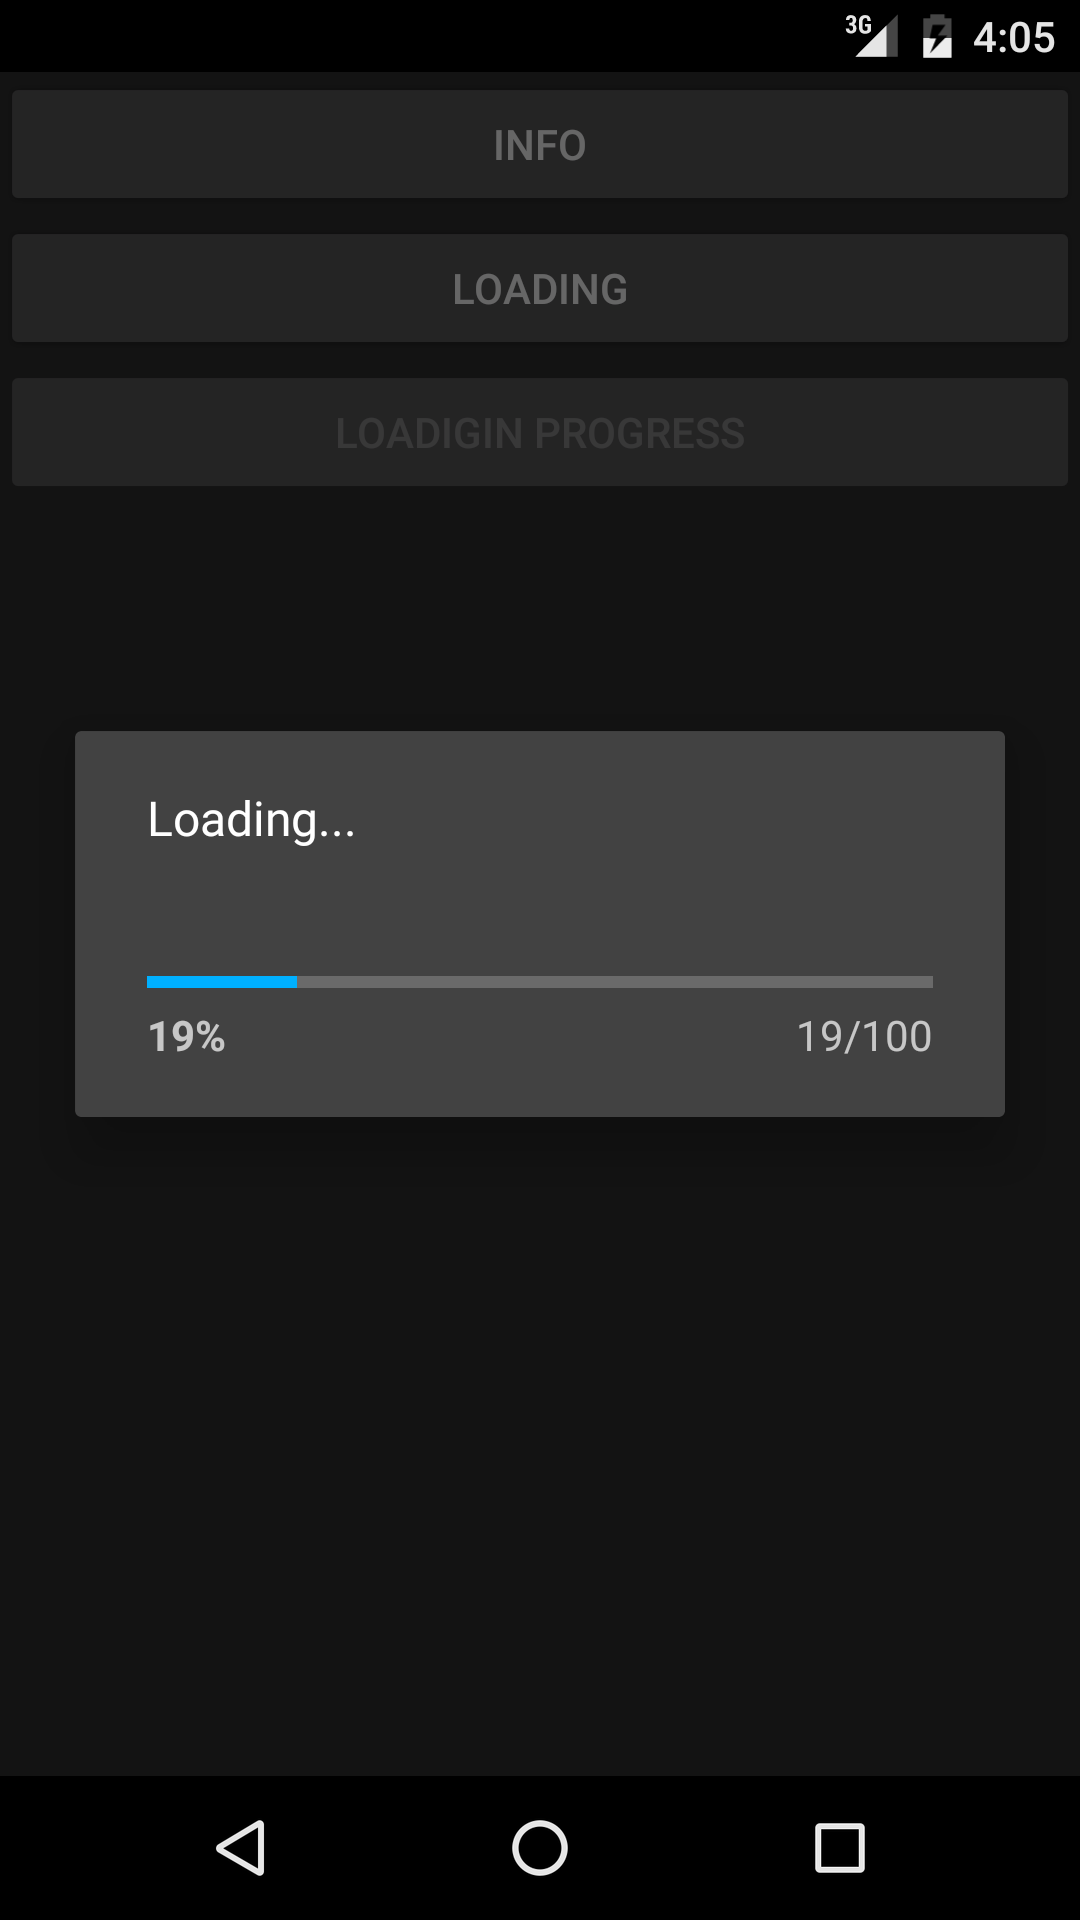 3G 4:05
INFO
LOADING
LOADIGIN PROGRESS
Loading...
19% 19/100